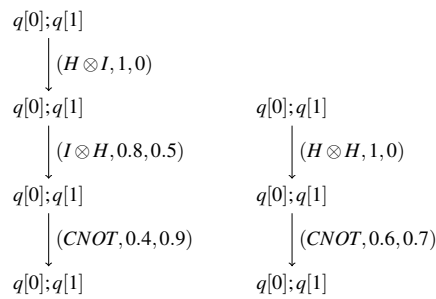 q[0];q[1]
(H ⊗ I, 1, 0)
q[0];q[1] q[0];q[1]
(I ⊗ H, 0.8, 0.5) (H ⊗ H, 1, 0)
q[0];q[1] q[0];q[1]
(CNOT, 0.4, 0.9) (CNOT, 0.6, 0.7)
q[0];q[1] q[0];q[1]